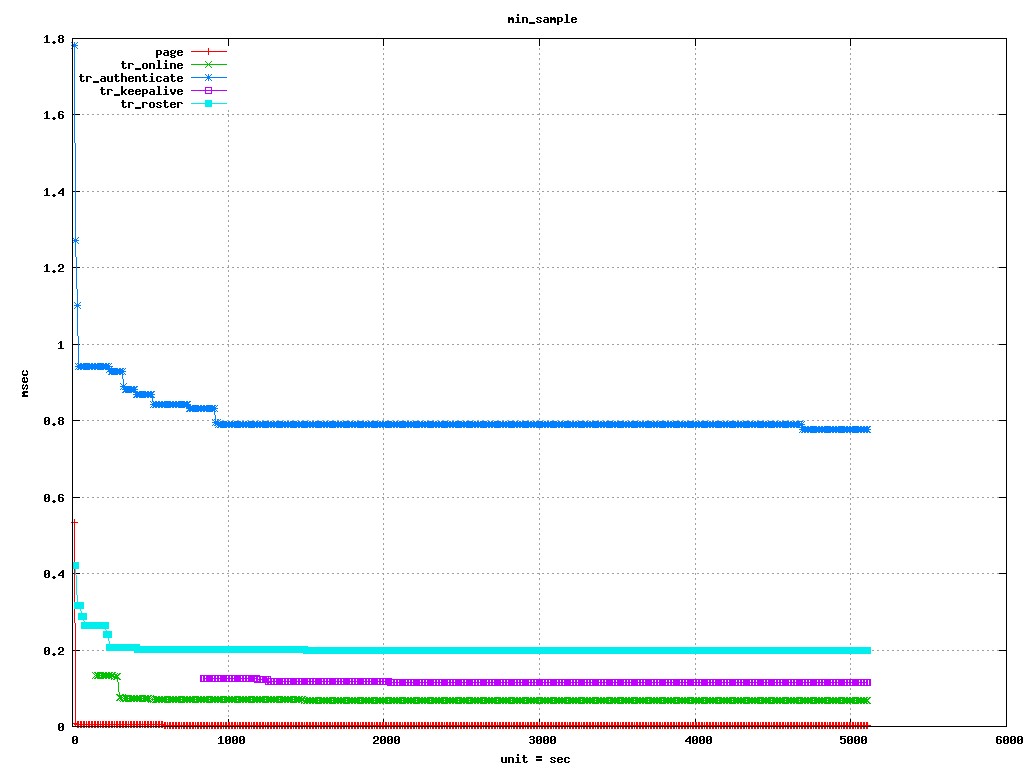 min_sample
1.8
1.6
1.4
1.2
1
0.8
0.6
0.4
0.2
0
msec
page
tr_online
tr_authenticate
tr_keepalive
tr_roster
0 1000 2000 3000 4000 5000 6000
unit = sec